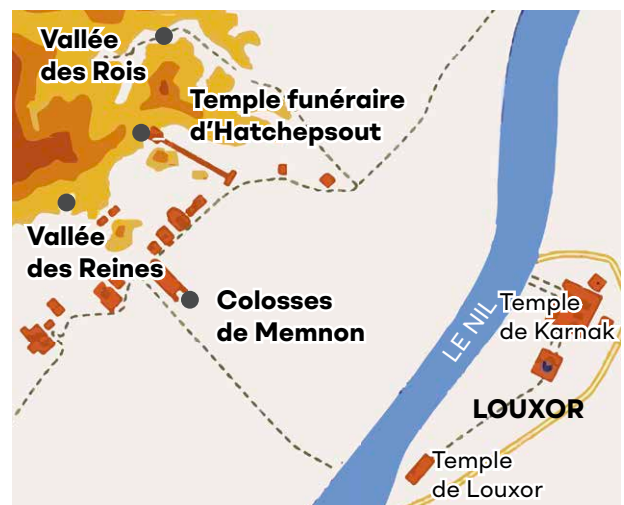 Vallée
des Rois
Temple funéraire
d'Hatchepsout
Vallée
des Reines
Colosses
de Memnon
LE NIL
Temple
de Karnak
LOUXOR
Temple
de Louxor